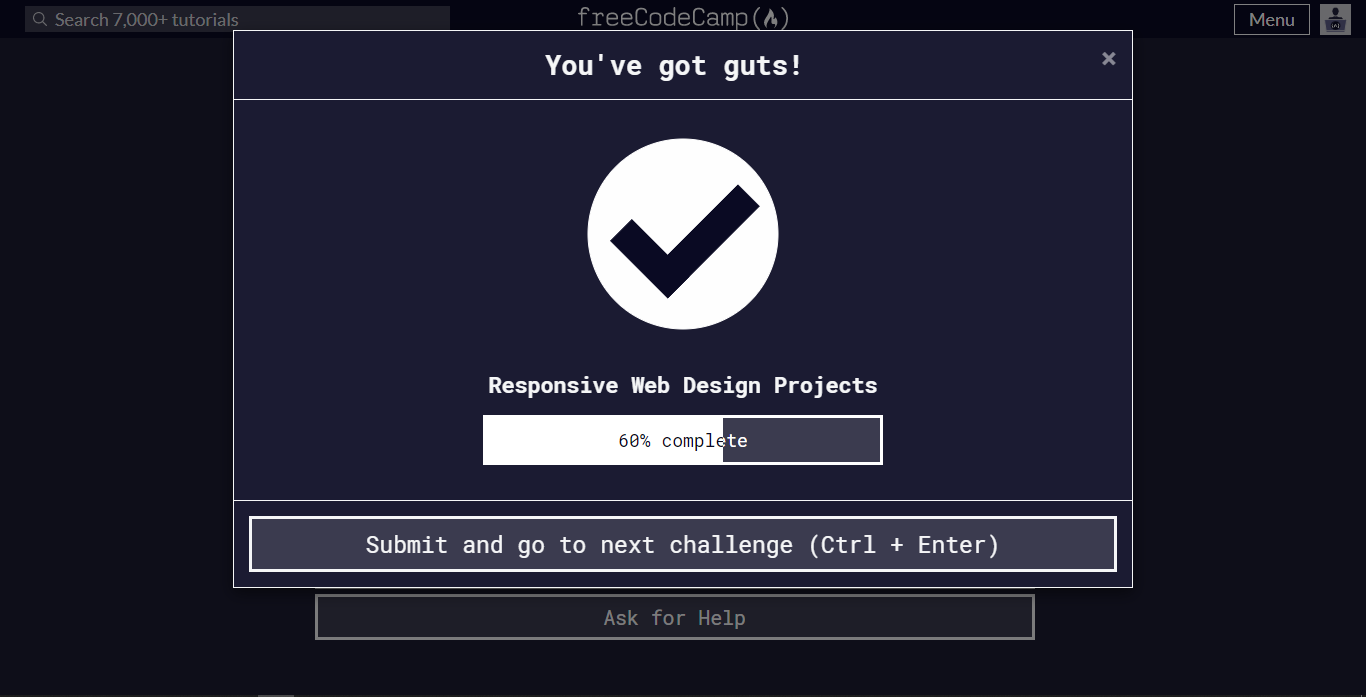 Search 7,000+ tutorials
freeCodeCamp(🔥)
Menu
You've got guts!
×
Responsive Web Design Projects
60% complete
Submit and go to next challenge (Ctrl + Enter)
Ask for Help